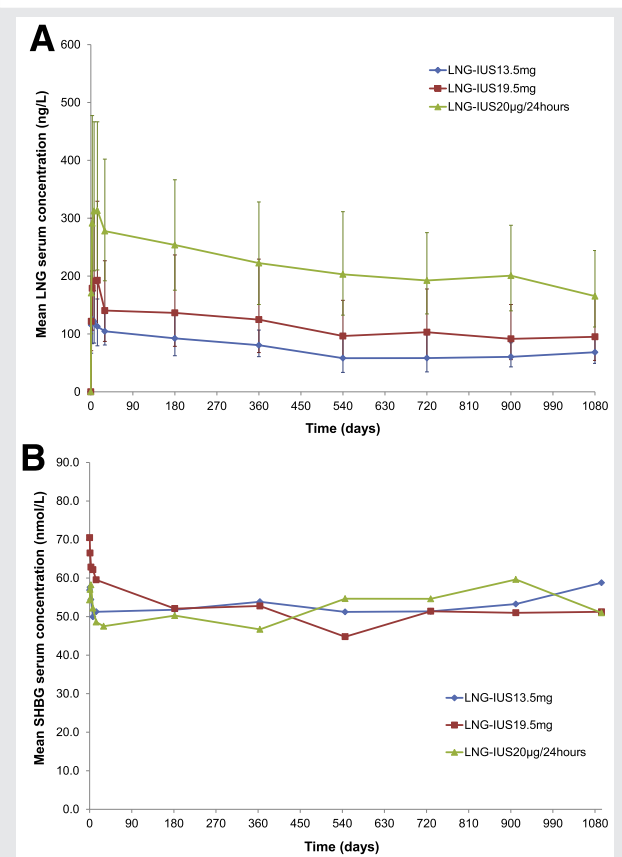 A
600
500
400
300
200
100
0
Mean LNG serum concentration (ng/L)
LNG-IUS13.5mg
LNG-IUS19.5mg
LNG-IUS20µg/24hours
0 90 180 270 360 450 540 630 720 810 900 990 1080
Time (days)
B
90.0
80.0
70.0
60.0
50.0
40.0
30.0
20.0
10.0
0.0
Mean SHBG serum concentration (nmol/L)
LNG-IUS13.5mg
LNG-IUS19.5mg
LNG-IUS20µg/24hours
0 90 180 270 360 450 540 630 720 810 900 990 1080
Time (days)